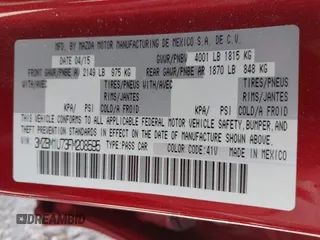 MFD. BY MAZDA MOTOR MANUFACTURING DE MEXICO S.A. DE C.V.
DATE 04/15 GVWR/PNBV 4001 LB 1815 KG
FRONT GAWR/PNBE AV 2149 LB 975 KG REAR GAWR/PNBE AR 1870 LB 848 KG
WITH/AVEC TIRES/PNEUS WITH/AVEC TIRES/PNEUS
RIMS/JANTES RIMS/JANTES
KPA/ PSI/ COLD/A FROID KPA/ PSI/ COLD/A FROID
THIS VEHICLE CONFORMS TO ALL APPLICABLE FEDERAL MOTOR VEHICLE SAFETY, BUMPER, AND THEFT PREVENTION STANDARDS IN EFFECT ON THE DATE OF MANUFACTURE SHOWN ABOVE.
TYPE: PASS CAR COLOR CODE: 41V MADE IN MEXICO